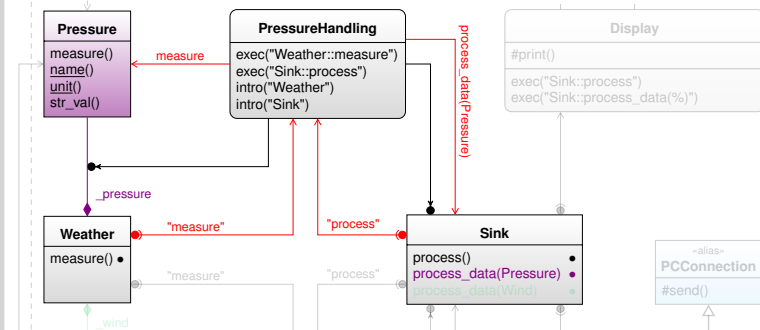 Pressure
measure()
name()
unit()
str_val()
measure
PressureHandling
exec("Weather::measure")
exec("Sink::process")
intro("Weather")
intro("Sink")
process_data(Pressure)
Display
#print()
exec("Sink::process")
exec("Sink::process_data(%)")
_pressure
Weather
measure()
"measure"
"process"
Sink
process()
process_data(Pressure)
process_data(Wind)
"measure"
"process"
«alias»
PCConnection
#send()
_wind